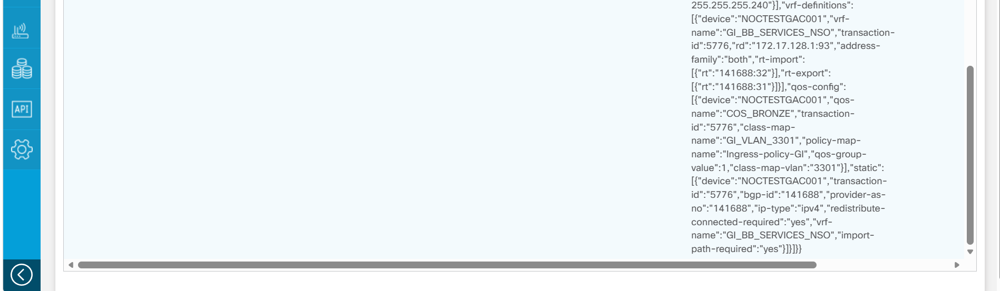 255.255.255.240"}],"vrf-definitions":
[{"device":"NOCTESTGAC001","vrf-
name":"GI_BB_SERVICES_NSO","transaction-
id":5776,"rd":"172.17.128.1:93","address-
family":"both","rt-import":
[{"rt":"141688:32"}],"rt-export":
[{"rt":"141688:31"}]}],"qos-config":
[{"device":"NOCTESTGAC001","qos-
name":"COS_BRONZE","transaction-
id":"5776","class-map-
name":"GI_VLAN_3301","policy-map-
name":"Ingress-policy-GI","qos-group-
value":1,"class-map-vlan":"3301"}],"static":
[{"device":"NOCTESTGAC001","transaction-
id":"5776","bgp-id":"141688","provider-as-
no":"141688","ip-type":"ipv4","redistribute-
connected-required":"yes","vrf-
name":"GI_BB_SERVICES_NSO","import-
path-required":"yes"}]}]}}
API